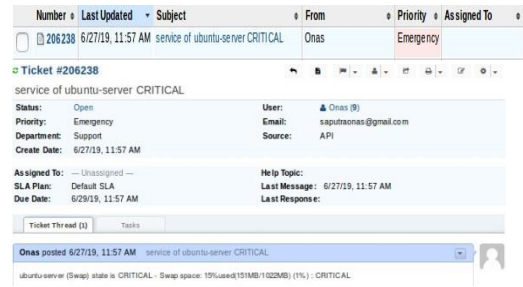 Number Last Updated Subject From Priority Assigned To
206238 6/27/19, 11:57 AM service of ubuntu-server CRITICAL Onas Emergency
Ticket #206238
service of ubuntu-server CRITICAL
Status: Open User: Onas (9)
Priority: Emergency Email: saputraonas@gmail.com
Department: Support Source: API
Create Date: 6/27/19, 11:57 AM
Assigned To: — Unassigned — Help Topic:
SLA Plan: Default SLA Last Message: 6/27/19, 11:57 AM
Due Date: 6/29/19, 11:57 AM Last Response:
Ticket Thread (1) Tasks
Onas posted 6/27/19, 11:57 AM service of ubuntu-server CRITICAL
ubuntu-server (Swap) state is CRITICAL - Swap space: 15%used(151MB/1022MB) (1%) : CRITICAL